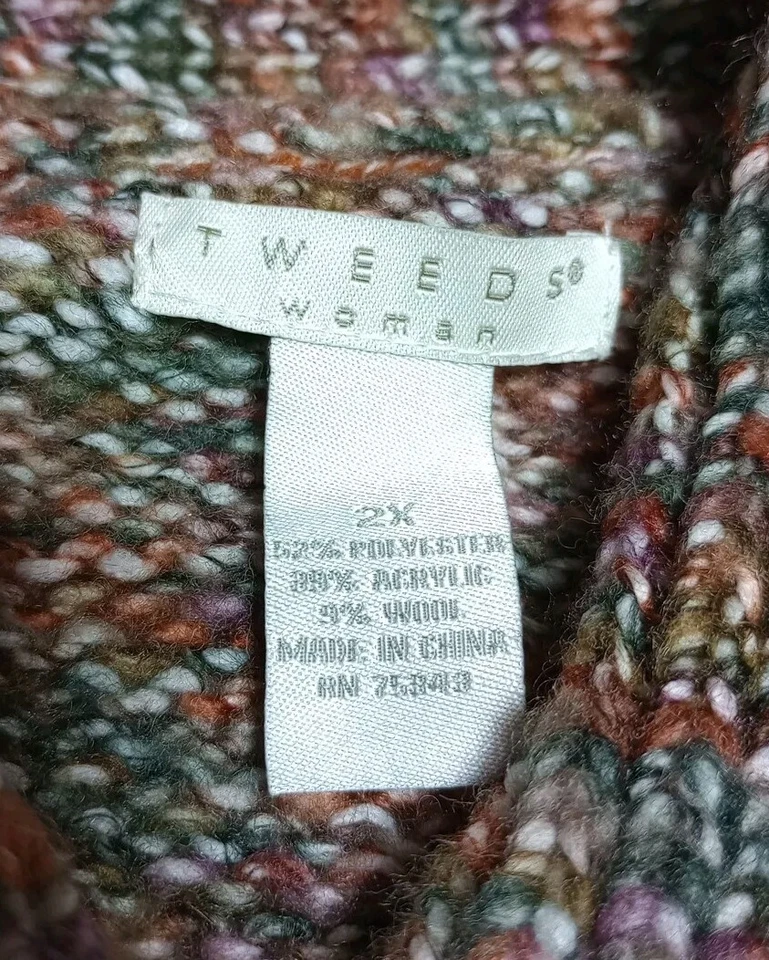 TWEEDS®
woman
2X
52% POLYESTER
39% ACRYLIC
9% WOOL
MADE IN CHINA
RN